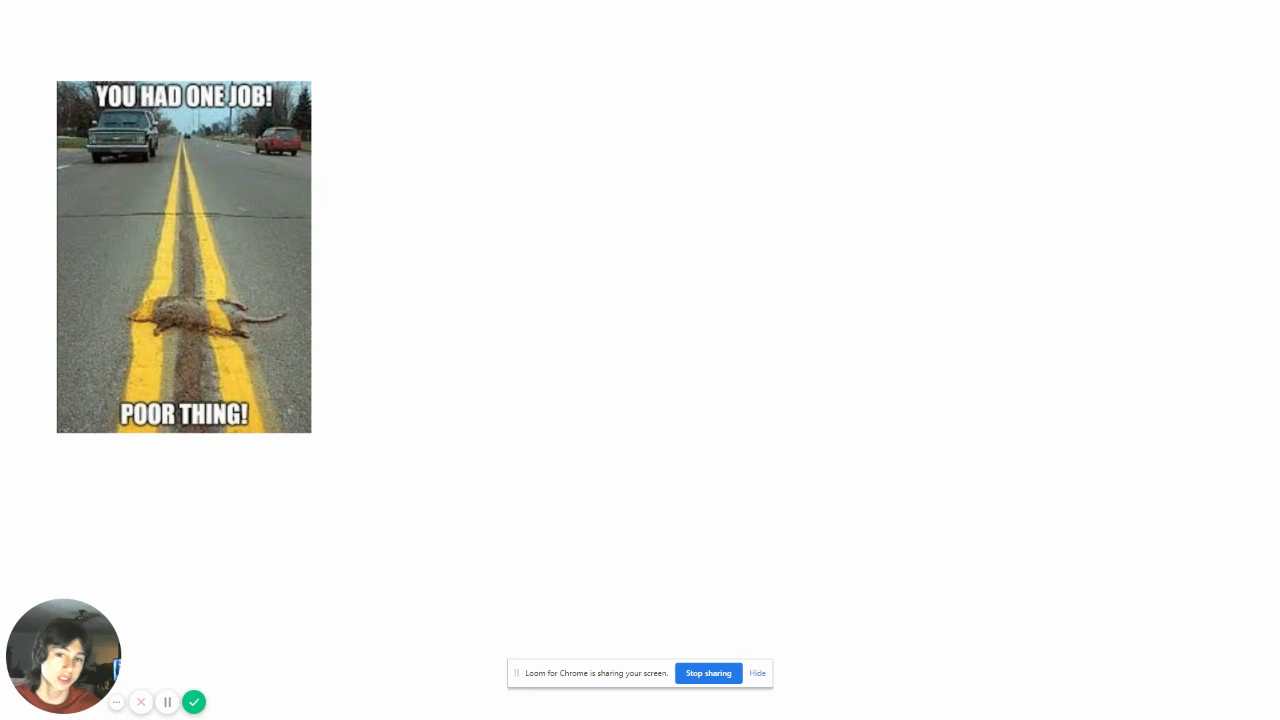 YOU HAD ONE JOB!
POOR THING!
Loom for Chrome is sharing your screen. Stop sharing Hide